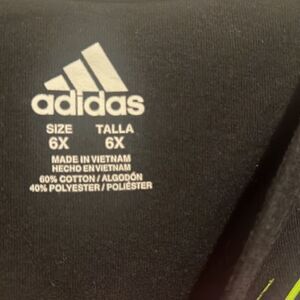 adidas
SIZE TALLA
6X 6X
MADE IN VIETNAM
HECHO EN VIETNAM
60% COTTON / ALGODÓN
40% POLYESTER / POLIÉSTER